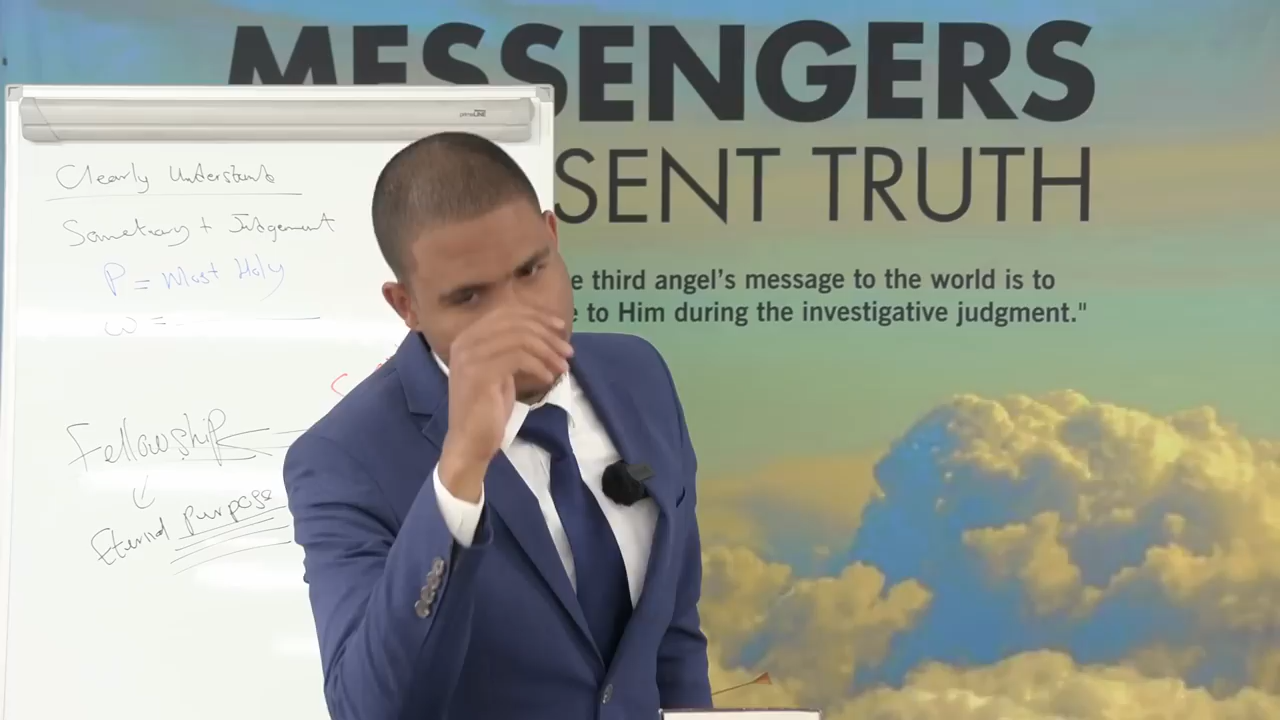 MESSENGERS
SENT TRUTH
e third angel's message to the world is to
e to Him during the investigative judgment."
Clearly Understand
Sanctuary + Judgement
P = Most Holy
W =
Fellowship
Eternal Purpose